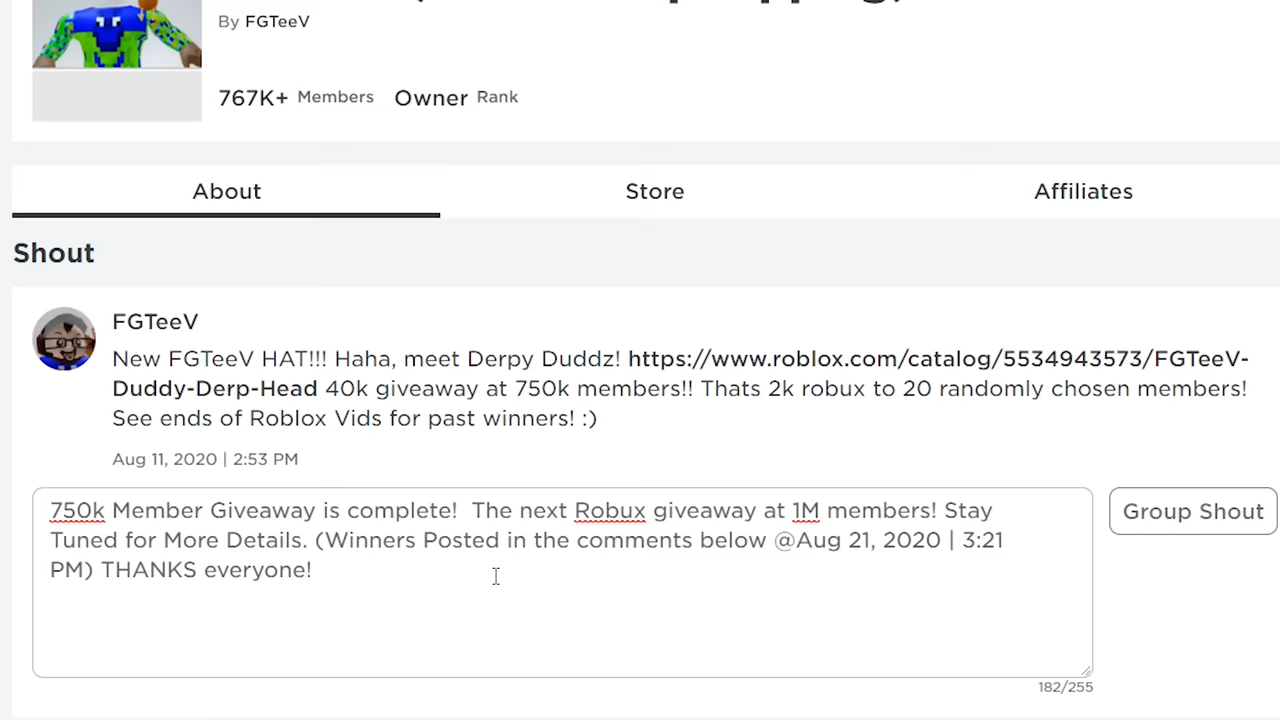 By FGTeeV
767K+ Members Owner Rank
About Store Affiliates
Shout
FGTeeV
New FGTeeV HAT!!! Haha, meet Derpy Duddz! https://www.roblox.com/catalog/5534943573/FGTeeV-
Duddy-Derp-Head 40k giveaway at 750k members!! Thats 2k robux to 20 randomly chosen members!
See ends of Roblox Vids for past winners! :)
Aug 11, 2020 | 2:53 PM
750k Member Giveaway is complete!  The next Robux giveaway at 1M members! Stay
Tuned for More Details. (Winners Posted in the comments below @Aug 21, 2020 | 3:21
PM) THANKS everyone!
Group Shout
182/255